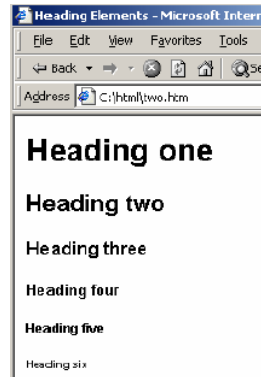 Heading Elements - Microsoft Intern
File Edit View Favorites Tools
Back
Address C:\html\two.htm
Heading one
Heading two
Heading three
Heading four
Heading five
Heading six